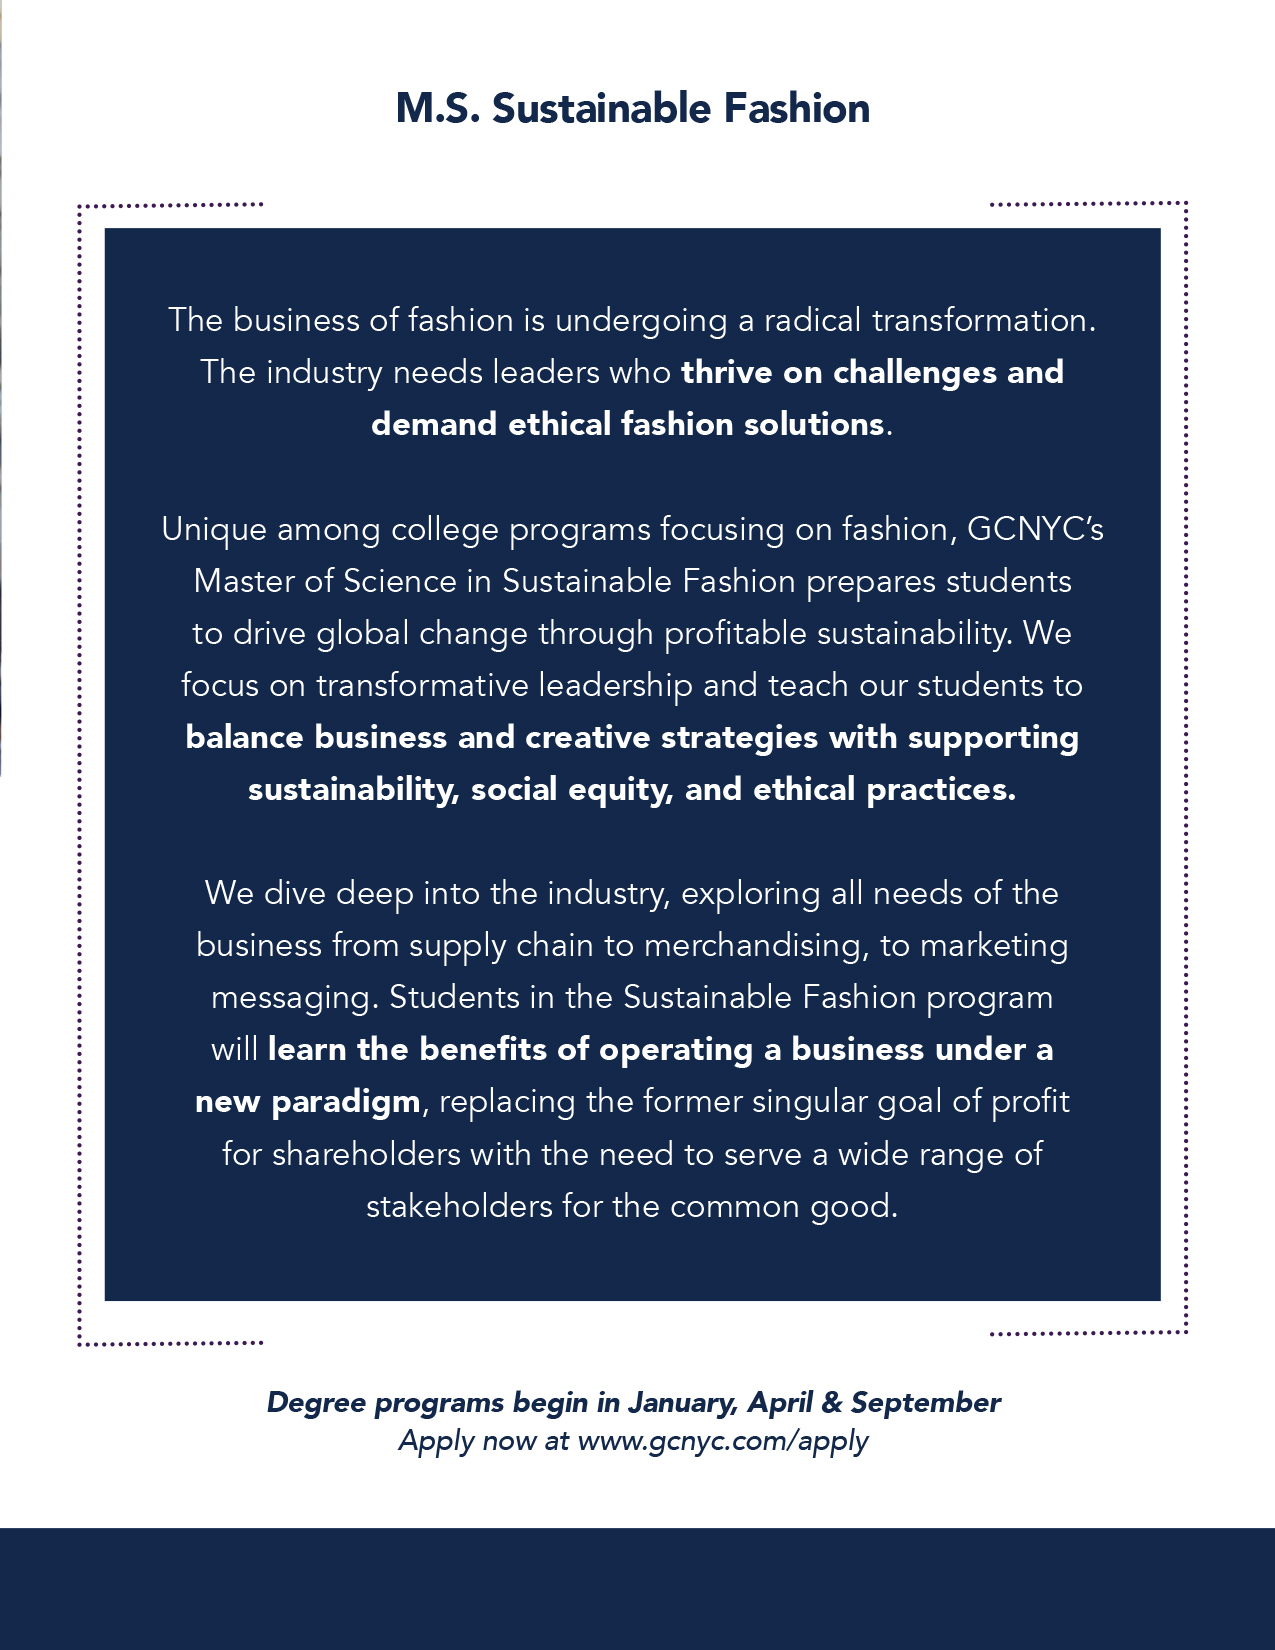 M.S. Sustainable Fashion
The business of fashion is undergoing a radical transformation.
The industry needs leaders who thrive on challenges and
demand ethical fashion solutions.
Unique among college programs focusing on fashion, GCNYC’s
Master of Science in Sustainable Fashion prepares students
to drive global change through profitable sustainability. We
focus on transformative leadership and teach our students to
balance business and creative strategies with supporting
sustainability, social equity, and ethical practices.
We dive deep into the industry, exploring all needs of the
business from supply chain to merchandising, to marketing
messaging. Students in the Sustainable Fashion program
will learn the benefits of operating a business under a
new paradigm, replacing the former singular goal of profit
for shareholders with the need to serve a wide range of
stakeholders for the common good.
Degree programs begin in January, April & September
Apply now at www.gcnyc.com/apply